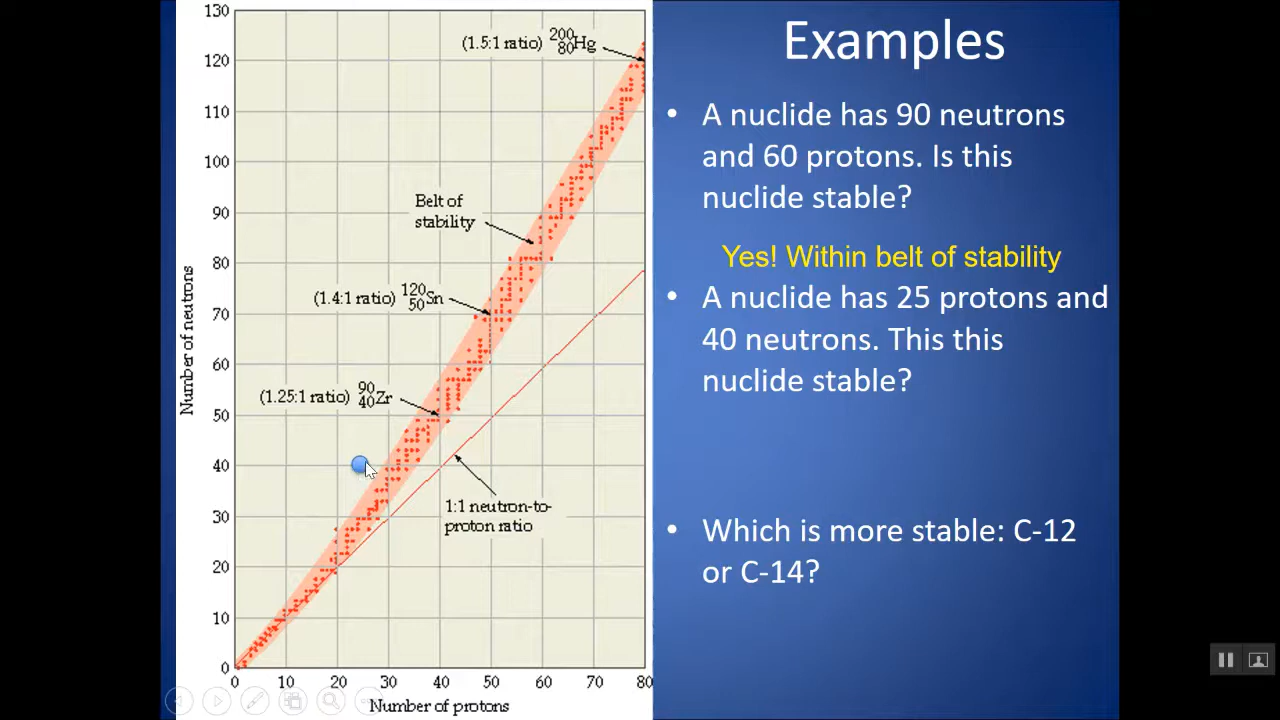 130
120
110
100
90
80
70
60
50
40
30
20
10
0
Number of neutrons
(1.5:1 ratio) 200 80 Hg
Belt of
stability
(1.4:1 ratio) 120 50 Sn
(1.25:1 ratio) 90 40 Zr
1:1 neutron-to-
proton ratio
0 10 20 30 40 50 60 70 80
Number of protons
Examples
• A nuclide has 90 neutrons
and 60 protons. Is this
nuclide stable?
Yes! Within belt of stability
• A nuclide has 25 protons and
40 neutrons. This this
nuclide stable?
• Which is more stable: C-12
or C-14?